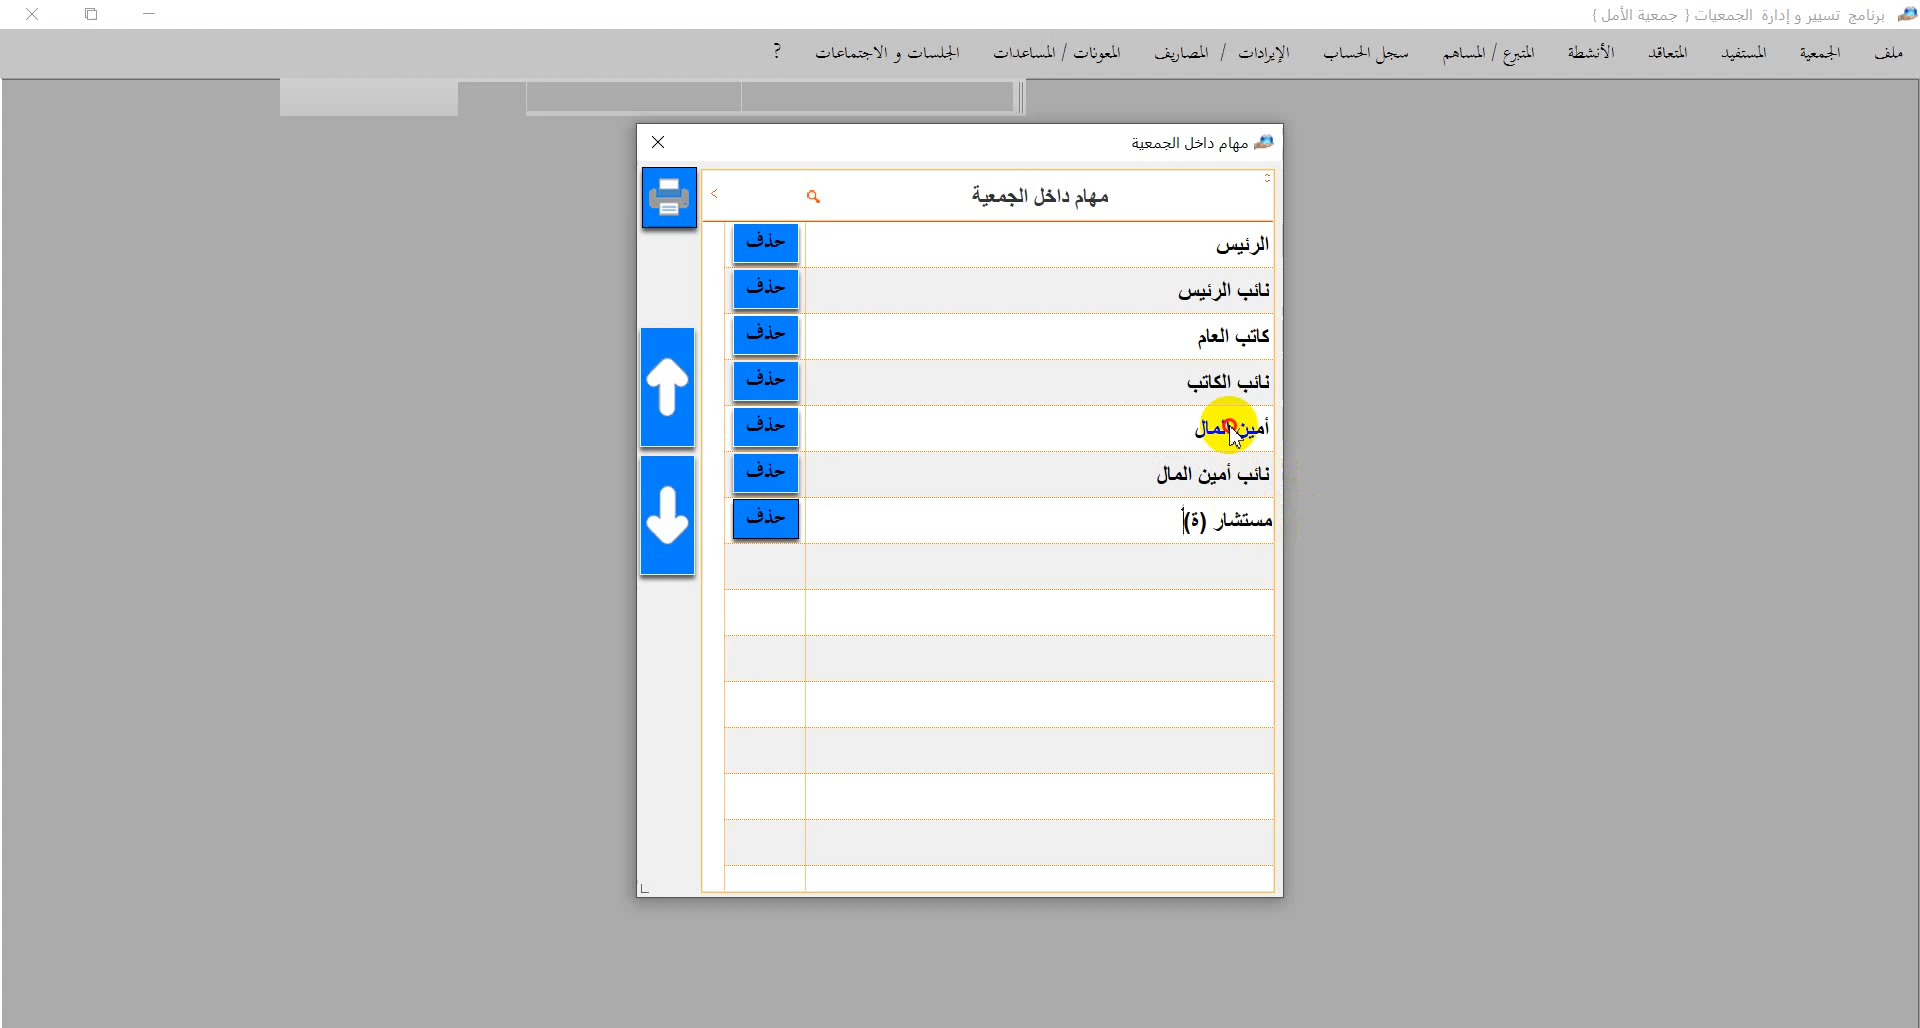 برنامج تسيير و إدارة الجمعيات { جمعية الأمل }
ملف الجمعية المستفيد المتعاقد الأنشطة المتبرع / المساهم سجل الحساب الإيرادات / المصاريف المعونات / المساعدات الجلسات و الاجتماعات ?
مهام داخل الجمعية
مهام داخل الجمعية
الرئيس حذف
نائب الرئيس حذف
كاتب العام حذف
نائب الكاتب حذف
أمين المال حذف
نائب أمين المال حذف
مستشار (ة) حذف